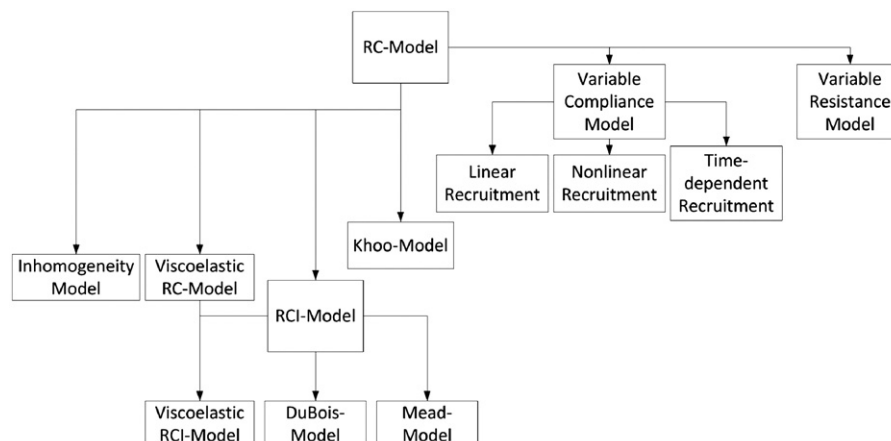 RC-Model
Variable
Compliance
Model
Variable
Resistance
Model
Linear
Recruitment
Nonlinear
Recruitment
Time-
dependent
Recruitment
Khoo-Model
Inhomogeneity
Model
Viscoelastic
RC-Model
RCI-Model
Viscoelastic
RCI-Model
DuBois-
Model
Mead-
Model